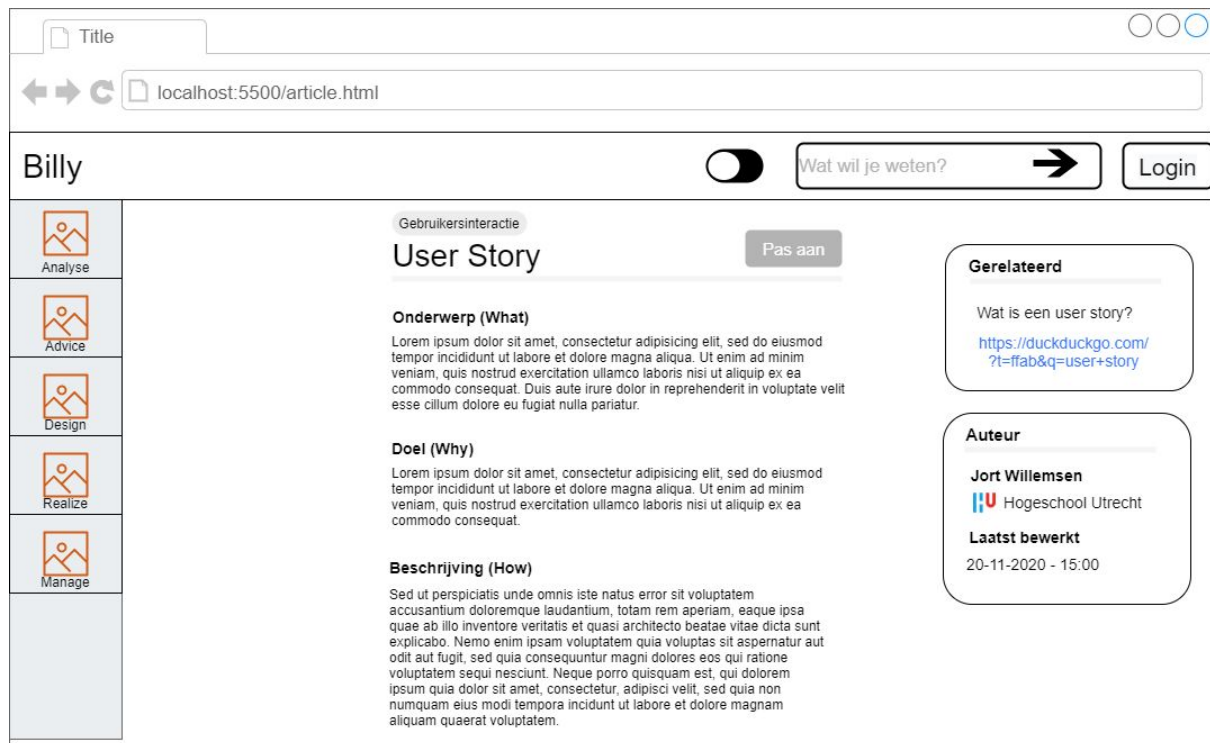 Title
localhost:5500/article.html
Billy
Wat wil je weten?
Login
Analyse
Advice
Design
Realize
Manage
Gebruikersinteractie
User Story
Pas aan
Onderwerp (What)
Lorem ipsum dolor sit amet, consectetur adipisicing elit, sed do eiusmod
tempor incididunt ut labore et dolore magna aliqua. Ut enim ad minim
veniam, quis nostrud exercitation ullamco laboris nisi ut aliquip ex ea
commodo consequat. Duis aute irure dolor in reprehenderit in voluptate velit
esse cillum dolore eu fugiat nulla pariatur.
Doel (Why)
Lorem ipsum dolor sit amet, consectetur adipisicing elit, sed do eiusmod
tempor incididunt ut labore et dolore magna aliqua. Ut enim ad minim
veniam, quis nostrud exercitation ullamco laboris nisi ut aliquip ex ea
commodo consequat.
Beschrijving (How)
Sed ut perspiciatis unde omnis iste natus error sit voluptatem
accusantium doloremque laudantium, totam rem aperiam, eaque ipsa
quae ab illo inventore veritatis et quasi architecto beatae vitae dicta sunt
explicabo. Nemo enim ipsam voluptatem quia voluptas sit aspernatur aut
odit aut fugit, sed quia consequuntur magni dolores eos qui ratione
voluptatem sequi nesciunt. Neque porro quisquam est, qui dolorem
ipsum quia dolor sit amet, consectetur, adipisci velit, sed quia non
numquam eius modi tempora incidunt ut labore et dolore magnam
aliquam quaerat voluptatem.
Gerelateerd
Wat is een user story?
https://duckduckgo.com/
?t=ffab&q=user+story
Auteur
Jort Willemsen
HU Hogeschool Utrecht
Laatst bewerkt
20-11-2020 - 15:00